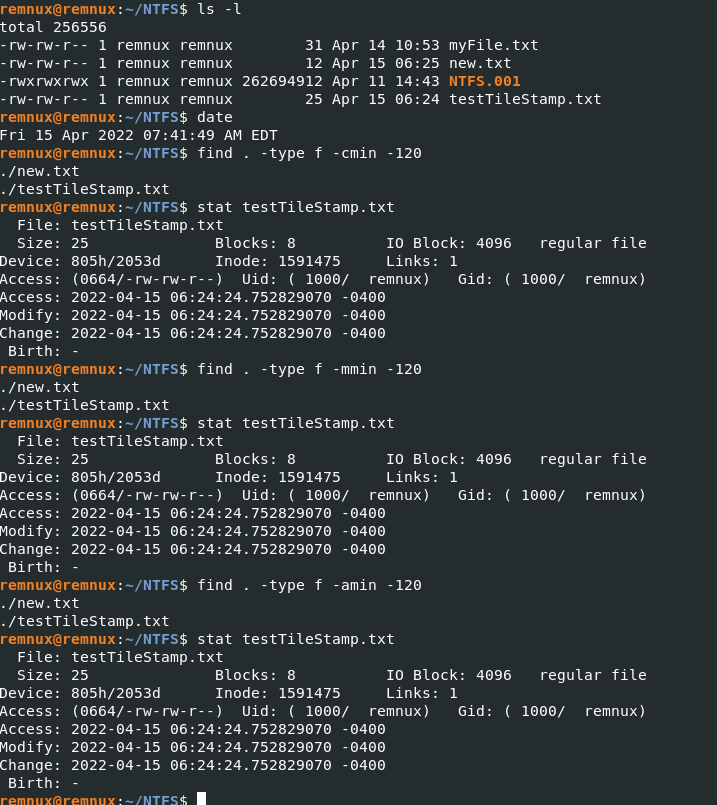 remnux@remnux:~/NTFS$ ls -l
total 256556
-rw-rw-r-- 1 remnux remnux        31 Apr 14 10:53 myFile.txt
-rw-rw-r-- 1 remnux remnux        12 Apr 15 06:25 new.txt
-rwxrwxrwx 1 remnux remnux 262694912 Apr 11 14:43 NTFS.001
-rw-rw-r-- 1 remnux remnux        25 Apr 15 06:24 testTileStamp.txt
remnux@remnux:~/NTFS$ date
Fri 15 Apr 2022 07:41:49 AM EDT
remnux@remnux:~/NTFS$ find . -type f -cmin -120
./new.txt
./testTileStamp.txt
remnux@remnux:~/NTFS$ stat testTileStamp.txt
  File: testTileStamp.txt
  Size: 25              Blocks: 8          IO Block: 4096   regular file
Device: 805h/2053d      Inode: 1591475     Links: 1
Access: (0664/-rw-rw-r--)  Uid: ( 1000/  remnux)   Gid: ( 1000/  remnux)
Access: 2022-04-15 06:24:24.752829070 -0400
Modify: 2022-04-15 06:24:24.752829070 -0400
Change: 2022-04-15 06:24:24.752829070 -0400
 Birth: -
remnux@remnux:~/NTFS$ find . -type f -mmin -120
./new.txt
./testTileStamp.txt
remnux@remnux:~/NTFS$ stat testTileStamp.txt
  File: testTileStamp.txt
  Size: 25              Blocks: 8          IO Block: 4096   regular file
Device: 805h/2053d      Inode: 1591475     Links: 1
Access: (0664/-rw-rw-r--)  Uid: ( 1000/  remnux)   Gid: ( 1000/  remnux)
Access: 2022-04-15 06:24:24.752829070 -0400
Modify: 2022-04-15 06:24:24.752829070 -0400
Change: 2022-04-15 06:24:24.752829070 -0400
 Birth: -
remnux@remnux:~/NTFS$ find . -type f -amin -120
./new.txt
./testTileStamp.txt
remnux@remnux:~/NTFS$ stat testTileStamp.txt
  File: testTileStamp.txt
  Size: 25              Blocks: 8          IO Block: 4096   regular file
Device: 805h/2053d      Inode: 1591475     Links: 1
Access: (0664/-rw-rw-r--)  Uid: ( 1000/  remnux)   Gid: ( 1000/  remnux)
Access: 2022-04-15 06:24:24.752829070 -0400
Modify: 2022-04-15 06:24:24.752829070 -0400
Change: 2022-04-15 06:24:24.752829070 -0400
 Birth: -
remnux@remnux:~/NTFS$